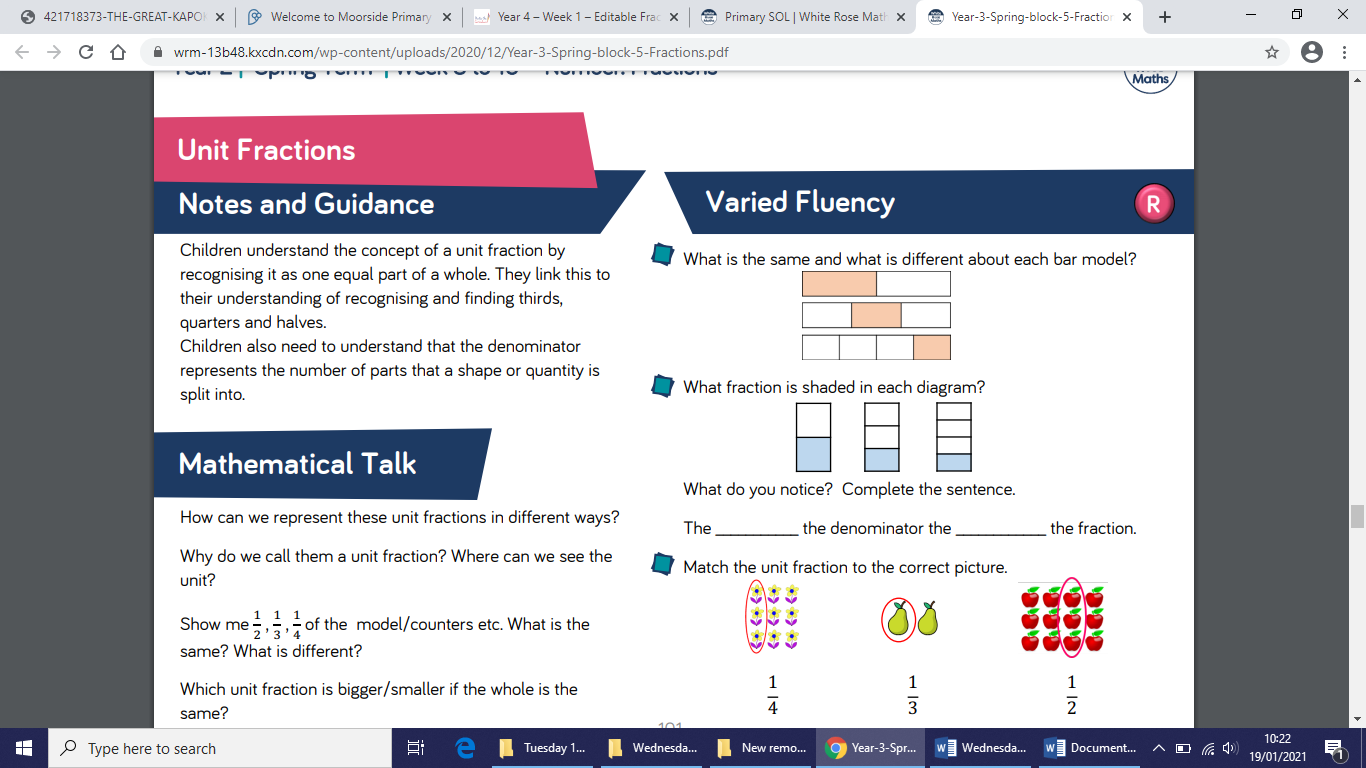 421718373-THE-GREAT-KAPO
Welcome to Moorside Primary
Year 4 – Week 1 – Editable Frac
Primary SOL | White Rose Math
Year-3-Spring-block-5-Fraction
wrm-13b48.kxcdn.com/wp-content/uploads/2020/12/Year-3-Spring-block-5-Fractions.pdf
Maths
Unit Fractions
Notes and Guidance
Children understand the concept of a unit fraction by
recognising it as one equal part of a whole. They link this to
their understanding of recognising and finding thirds,
quarters and halves.
Children also need to understand that the denominator
represents the number of parts that a shape or quantity is
split into.
Mathematical Talk
How can we represent these unit fractions in different ways?
Why do we call them a unit fraction? Where can we see the
unit?
Show me 1/2, 1/3, 1/4 of the model/counters etc. What is the
same? What is different?
Which unit fraction is bigger/smaller if the whole is the
same?
Varied Fluency
R
What is the same and what is different about each bar model?
What fraction is shaded in each diagram?
What do you notice? Complete the sentence.
The __________ the denominator the ___________ the fraction.
Match the unit fraction to the correct picture.
1/4 1/3 1/2
Type here to search
Tuesday 1...
Wednesda...
New remo...
Year-3-Spr...
Wednesda...
Document...
10:22
19/01/2021
1